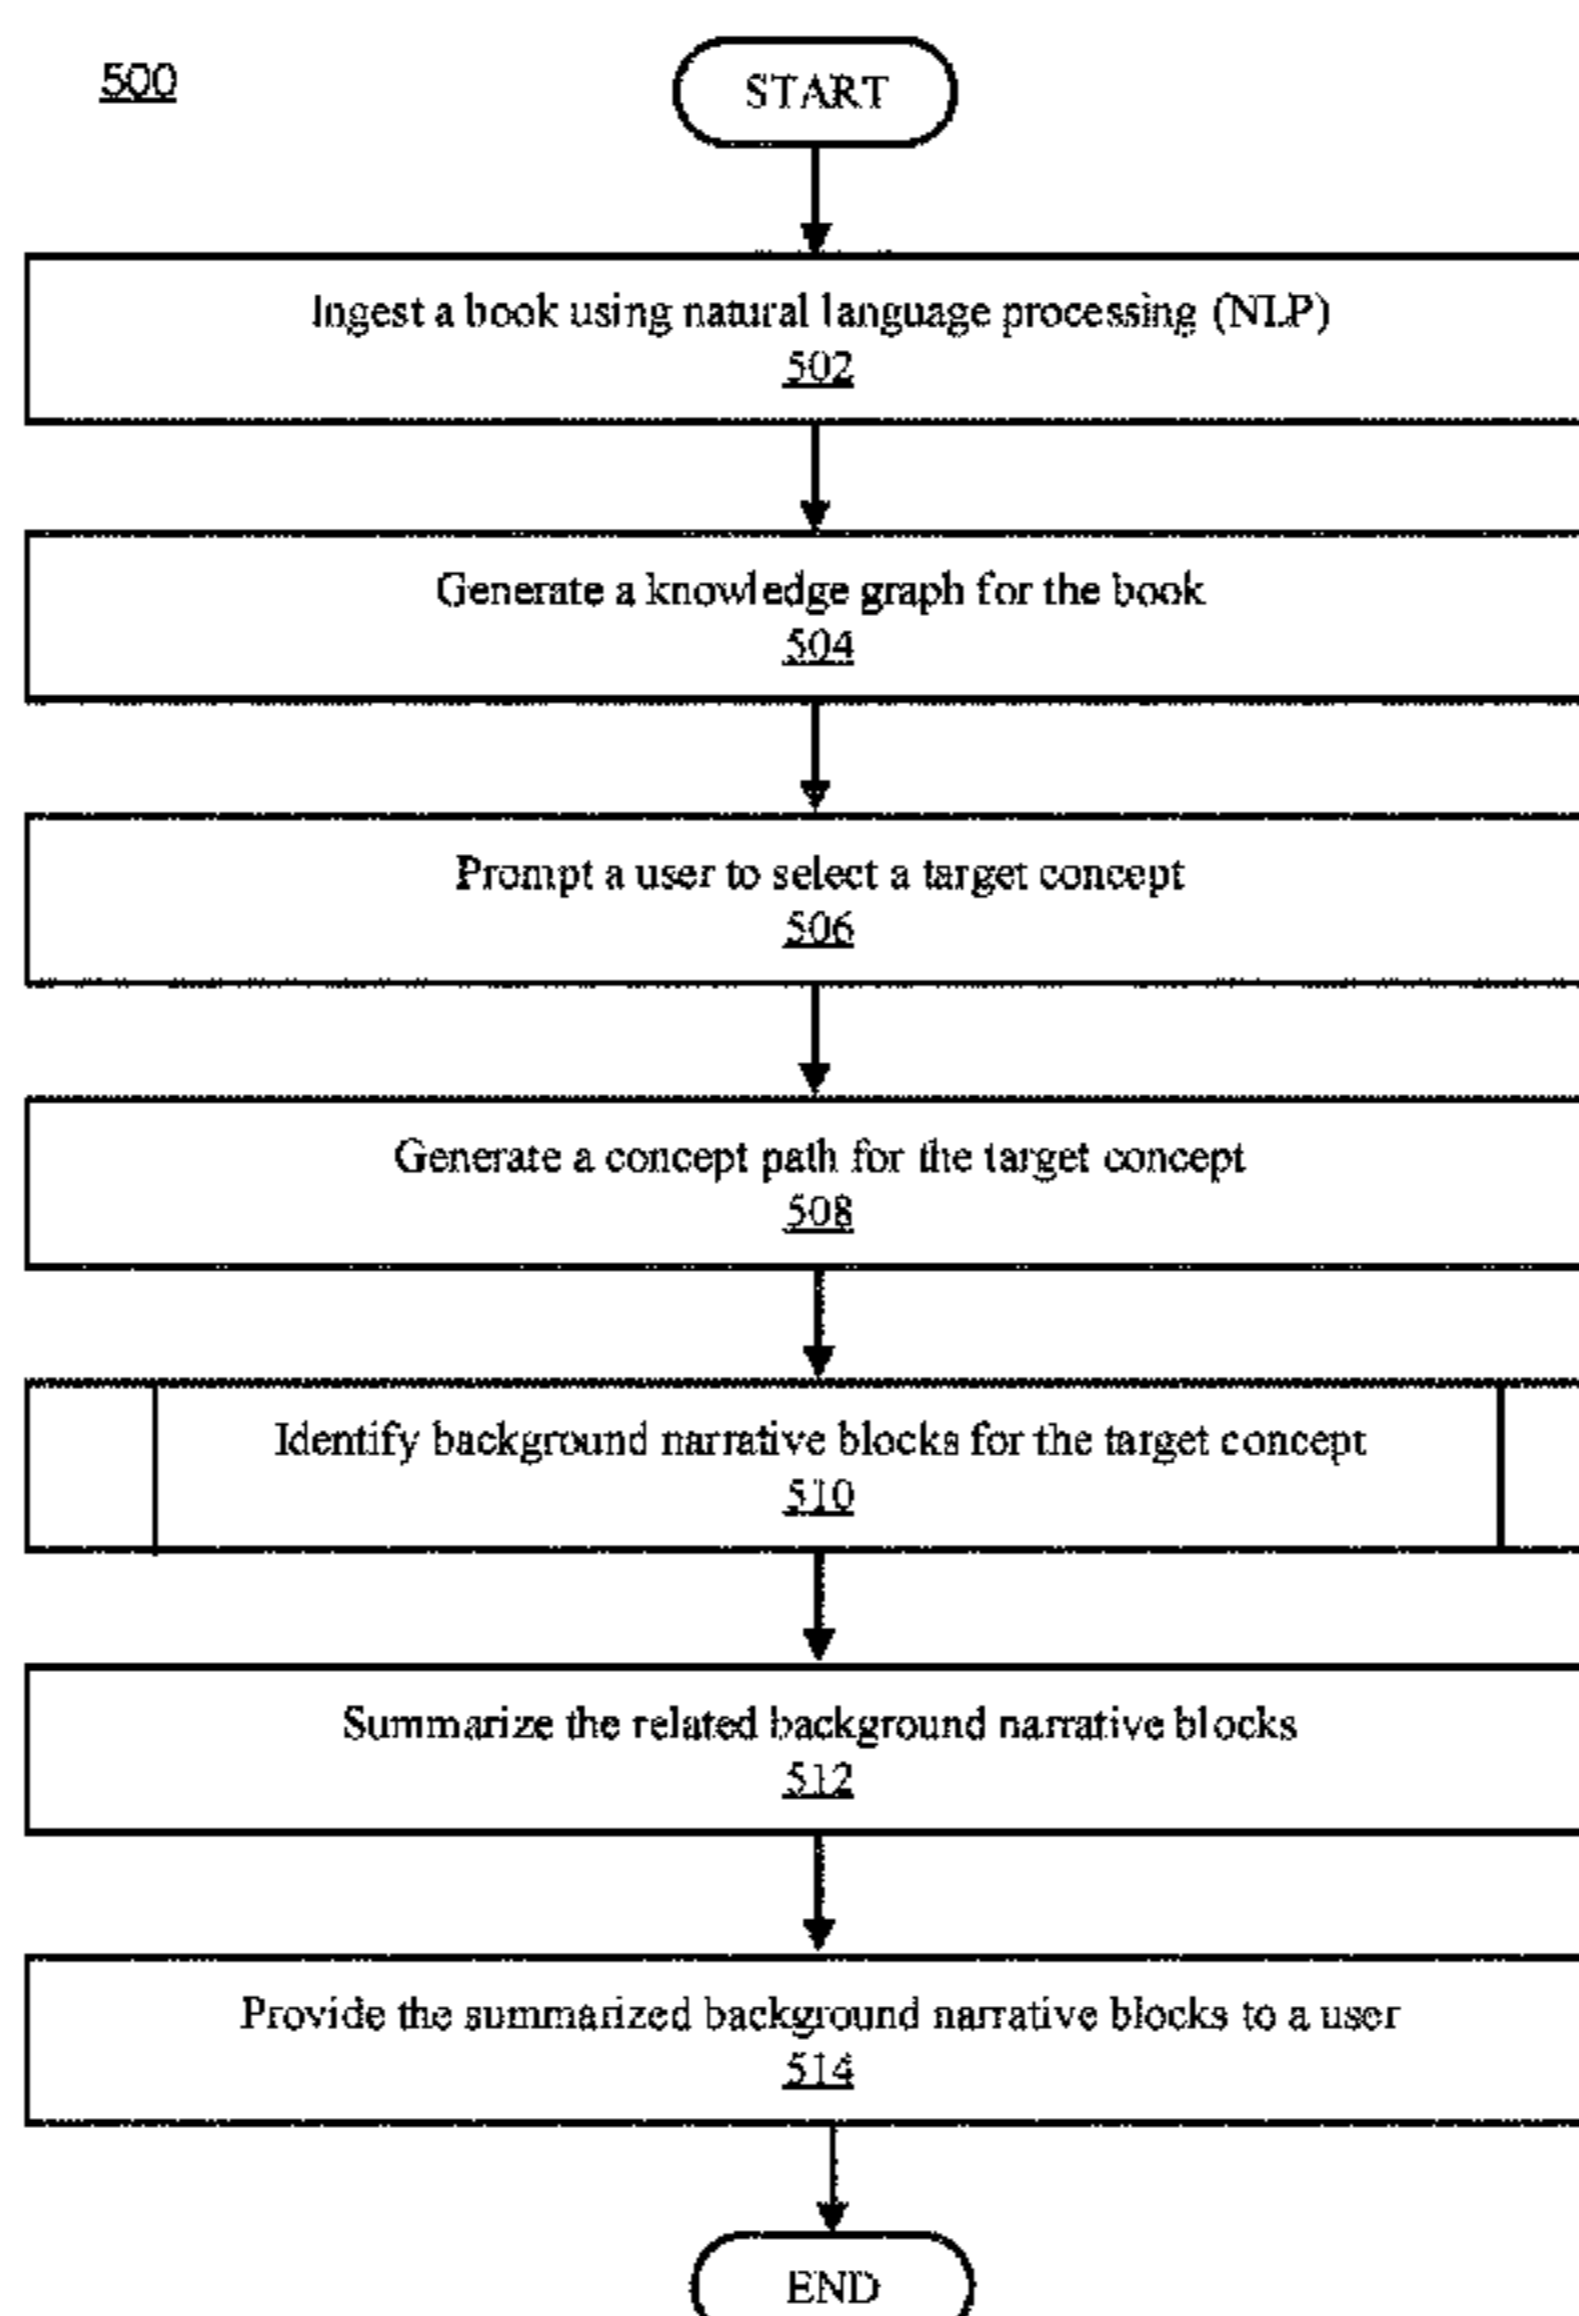 500
START
Ingest a book using natural language processing (NLP)
502
Generate a knowledge graph for the book
504
Prompt a user to select a target concept
506
Generate a concept path for the target concept
508
Identify background narrative blocks for the target concept
510
Summarize the related background narrative blocks
512
Provide the summarized background narrative blocks to a user
514
END